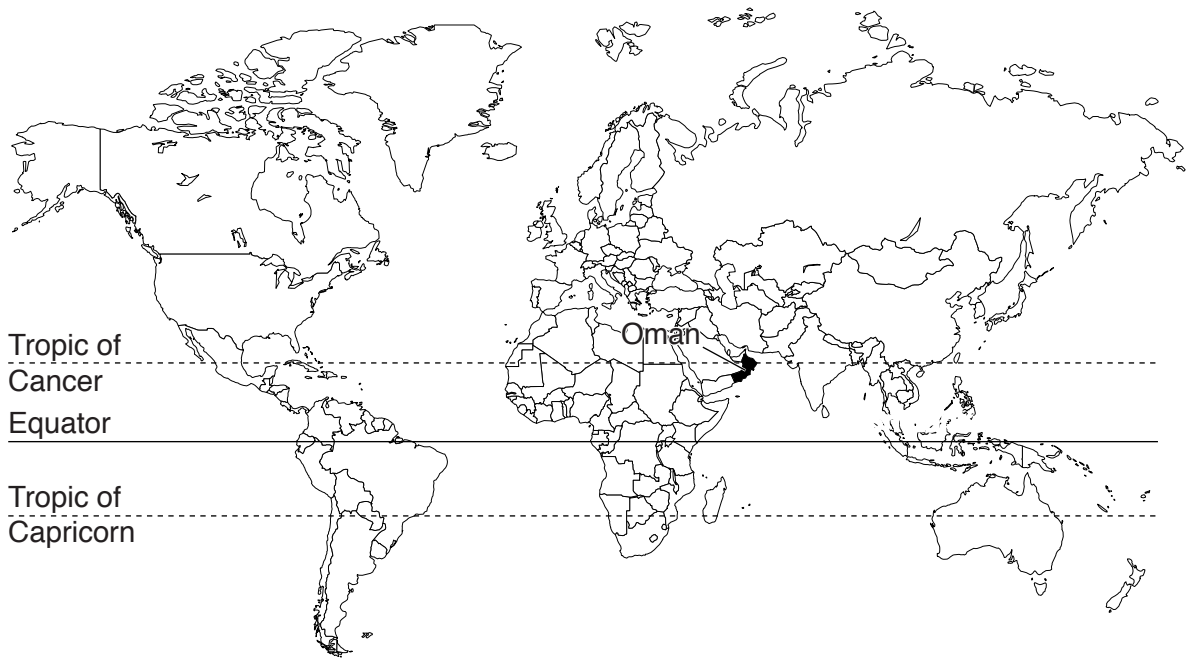 Oman
Tropic of
Cancer
Equator
Tropic of
Capricorn